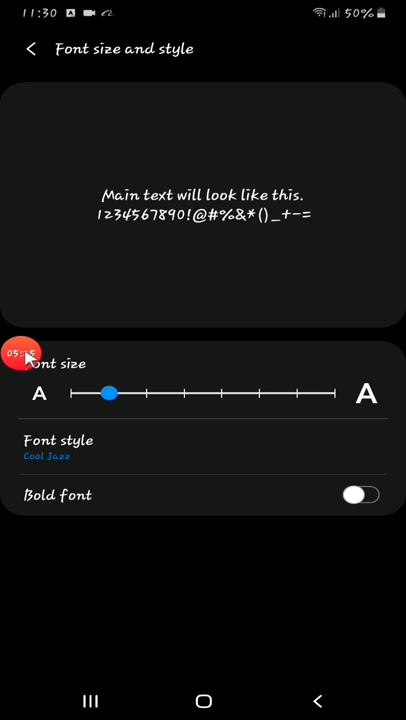 11:30 A 50%
Font size and style
Main text will look like this.
1234567890!@#%&*()_+-=
Font size
A A
Font style
Cool Jazz
Bold font